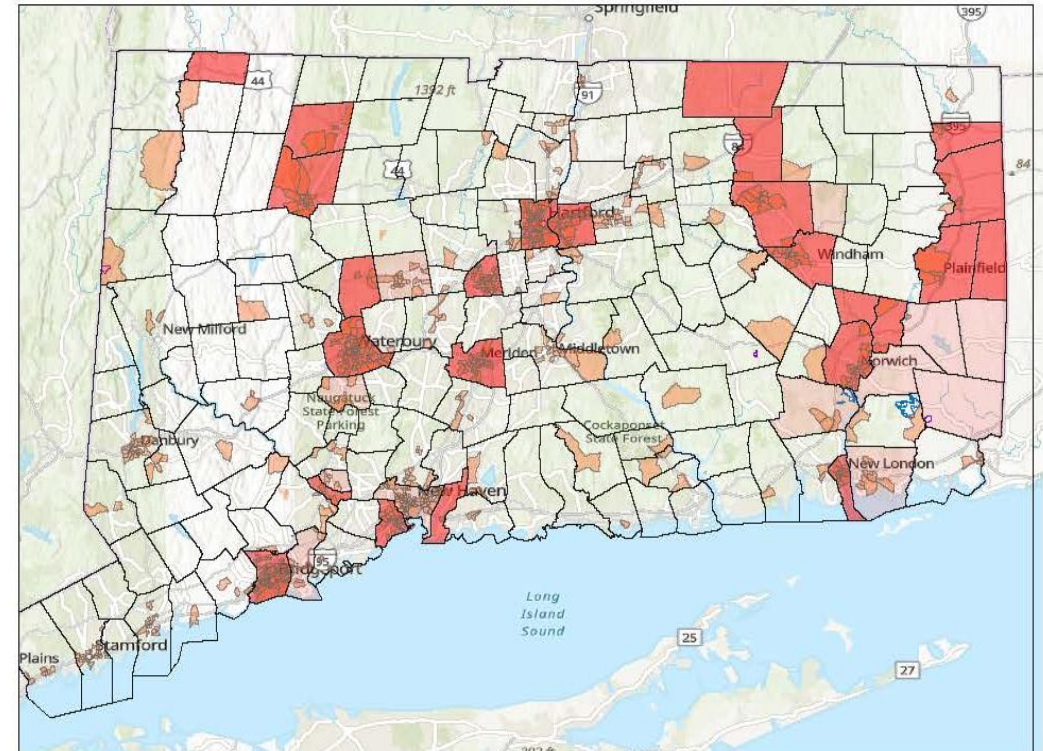 Springfield
395
44
1392 ft
91
395
84
44
Hartford
Windham
Plainfield
New Milford
Waterbury
Meriden
Middletown
Norwich
Naugatuck
State Forest
Parking
Danbury
Cockaponset
State Forest
New London
New Haven
95
Bridgeport
Long
Island
Sound
Stamford
Plains
25
27